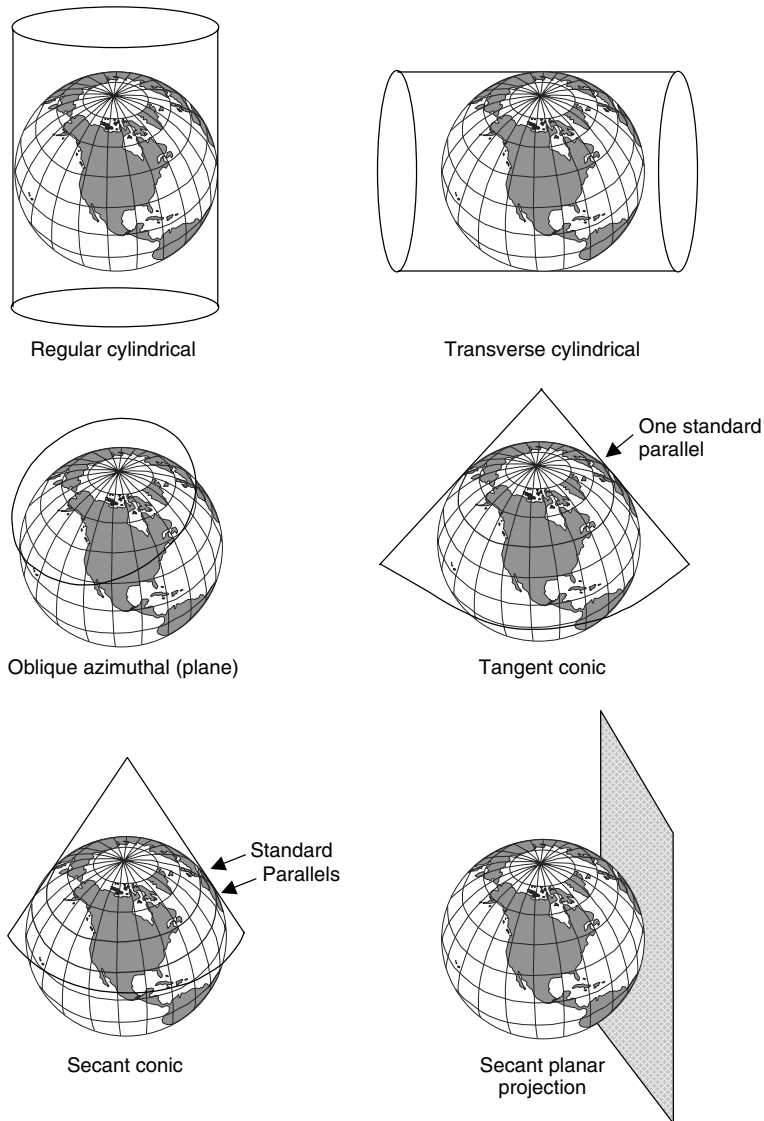 Regular cylindrical
Transverse cylindrical
One standard
parallel
Oblique azimuthal (plane)
Tangent conic
Standard
Parallels
Secant conic
Secant planar
projection